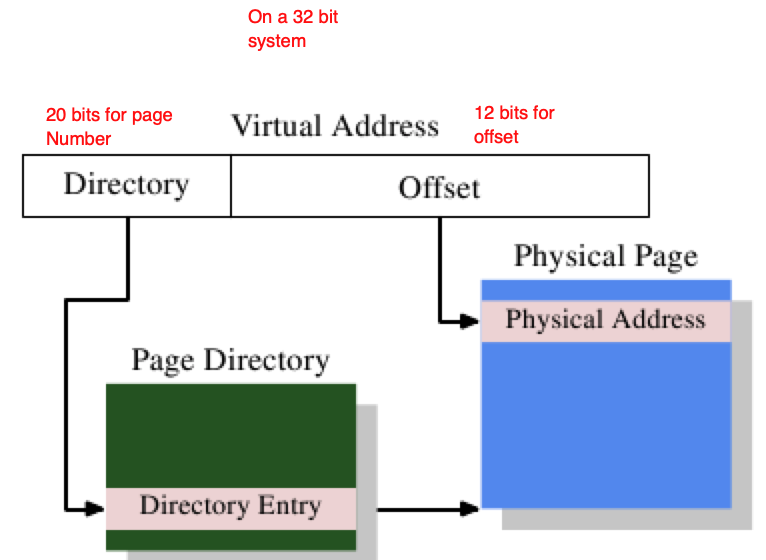 On a 32 bit
system
20 bits for page
Number
Virtual Address
12 bits for
offset
Directory
Offset
Physical Page
Physical Address
Page Directory
Directory Entry